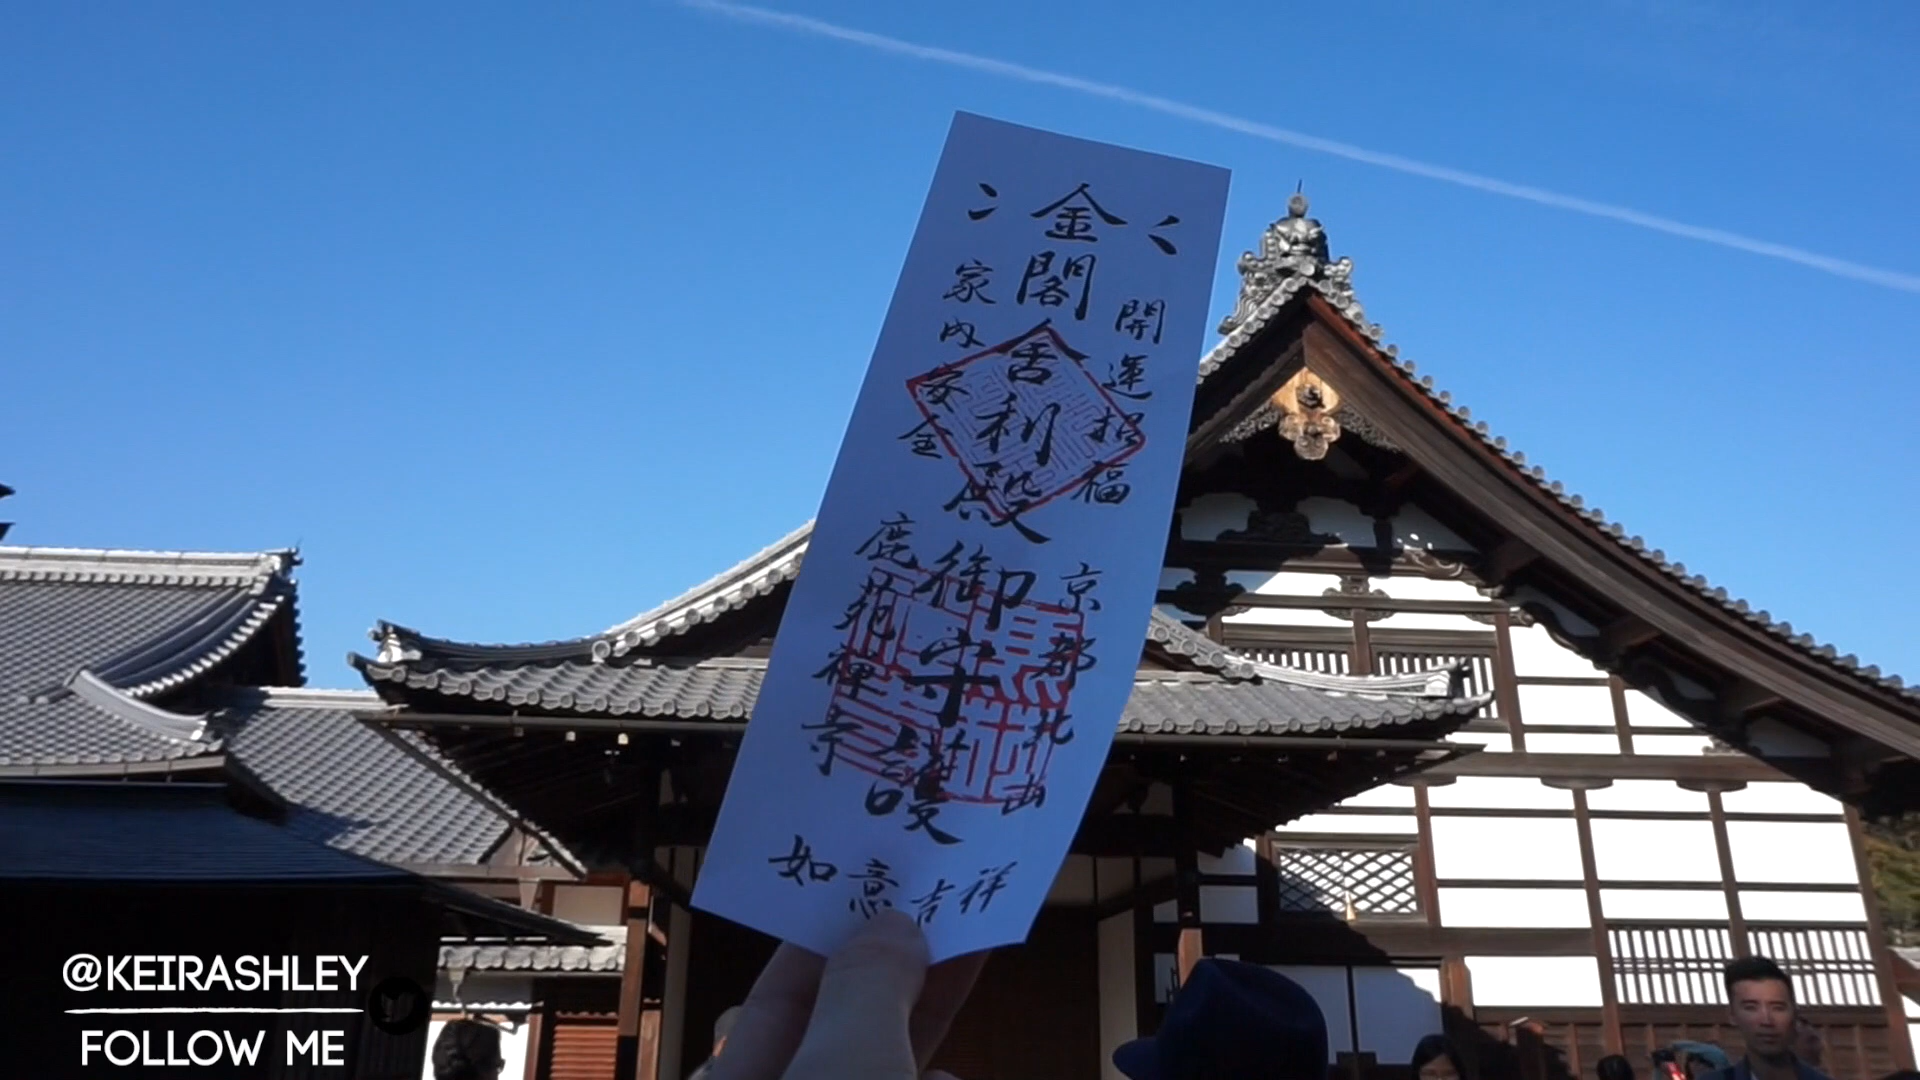 開運招福
京都北山
金閣舎利殿御守護
家内安全
鹿苑禅寺
如意吉祥
@KEIRASHLEY
FOLLOW ME